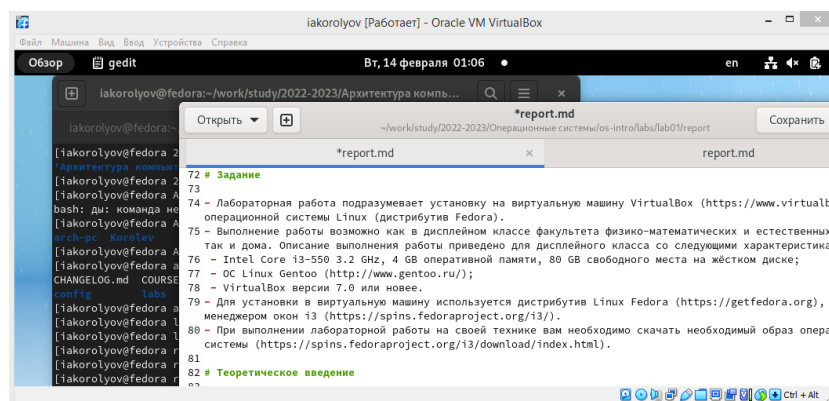 iakorolyov [Работает] - Oracle VM VirtualBox
Файл Машина Вид Ввод Устройства Справка
Обзор gedit Вт, 14 февраля 01:06 en
iakorolyov@fedora:~/work/study/2022-2023/Архитектура компь...
*report.md
~/work/study/2022-2023/Операционные системы/os-intro/labs/lab01/report
Открыть
Сохранить
iakorolyov@fedora:~
*report.md
report.md
[iakorolyov@fedora 2
'Архитектура компьют
[iakorolyov@fedora 2
[iakorolyov@fedora А
bash: ды: команда не
[iakorolyov@fedora А
arch-pc Korolev
[iakorolyov@fedora А
[iakorolyov@fedora a
CHANGELOG.md COURSE
config labs
[iakorolyov@fedora a
[iakorolyov@fedora l
[iakorolyov@fedora l
[iakorolyov@fedora r
[iakorolyov@fedora r
[iakorolyov@fedora r
72 # Задание
73
74 - Лабораторная работа подразумевает установку на виртуальную машину VirtualBox (https://www.virtualb
операционной системы Linux (дистрибутив Fedora).
75 - Выполнение работы возможно как в дисплейном классе факультета физико-математических и естественных
так и дома. Описание выполнения работы приведено для дисплейного класса со следующими характеристика
76 - Intel Core i3-550 3.2 GHz, 4 GB оперативной памяти, 80 GB свободного места на жёстком диске;
77 - ОС Linux Gentoo (http://www.gentoo.ru/);
78 - VirtualBox версии 7.0 или новее.
79 - Для установки в виртуальную машину используется дистрибутив Linux Fedora (https://getfedora.org),
менеджером окон i3 (https://spins.fedoraproject.org/i3/).
80 - При выполнении лабораторной работы на своей технике вам необходимо скачать необходимый образ опера
системы (https://spins.fedoraproject.org/i3/download/index.html).
81
82 # Теоретическое введение
Ctrl + Alt